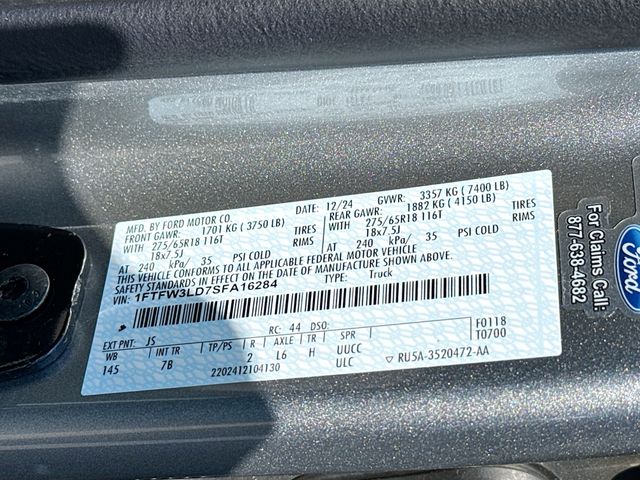 MFD. BY FORD MOTOR CO.
DATE: 12/24 GVWR: 3357 KG ( 7400 LB)
FRONT GAWR: 1701 KG ( 3750 LB) REAR GAWR: 1882 KG ( 4150 LB)
WITH 275/65R18 116T TIRES WITH 275/65R18 116T TIRES
18x7.5J RIMS 18x7.5J RIMS
AT 240 kPa/ 35 PSI COLD AT 240 kPa/ 35 PSI COLD
THIS VEHICLE CONFORMS TO ALL APPLICABLE FEDERAL MOTOR VEHICLE
SAFETY STANDARDS IN EFFECT ON THE DATE OF MANUFACTURE SHOWN ABOVE.
VIN: 1FTFW3LD7SFA16284 TYPE: Truck
EXT PNT: JS RC: 44 DSO: F0118
WB INT TR TP/PS R AXLE TR SPR T0700
145 7B 2 L6 H UUCC
2202412104130 ULC ▽ RU5A-3520472-AA
For Claims Call:
877-638-4662
Ford